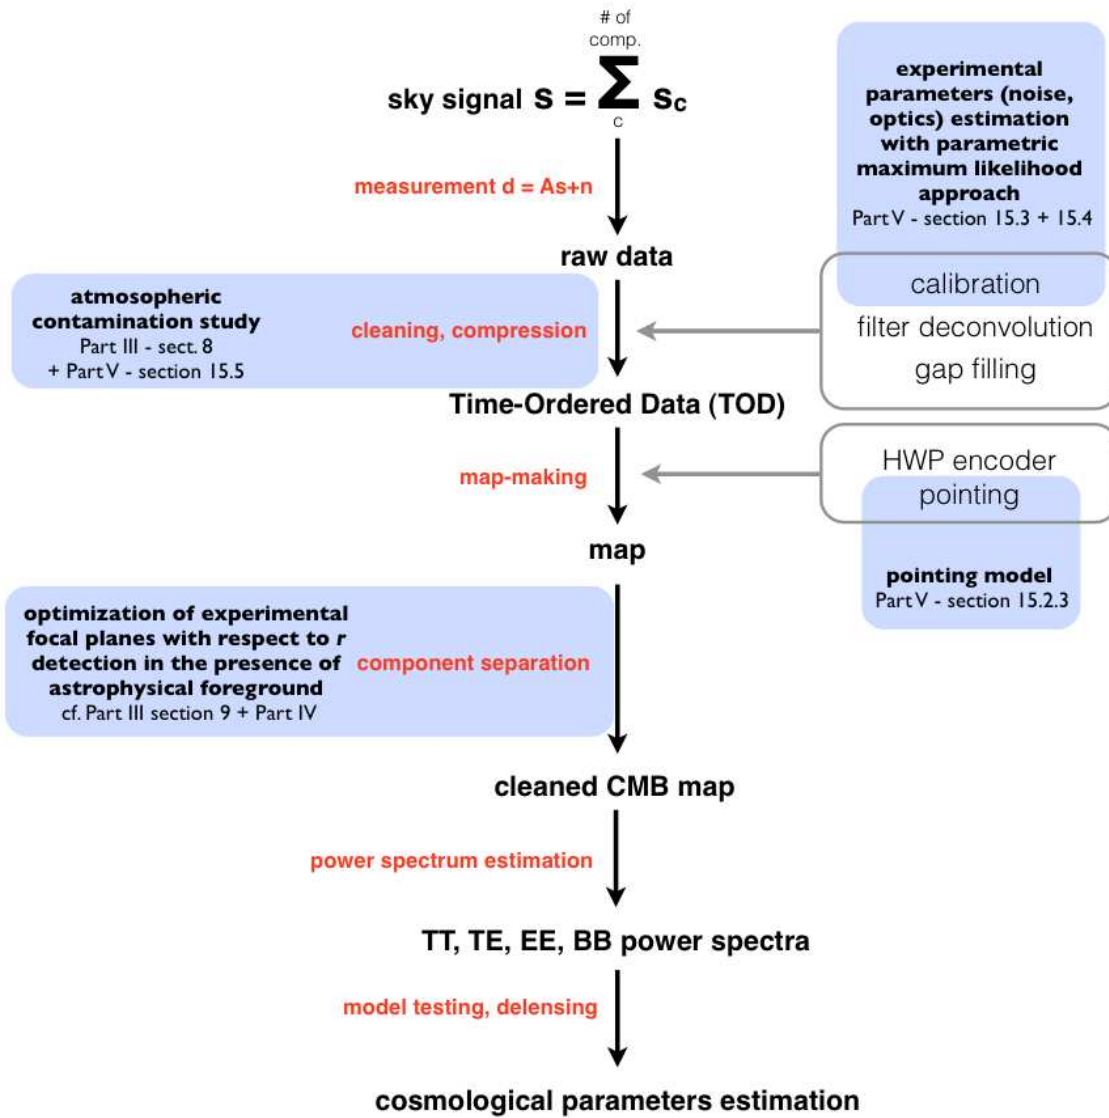 # of
comp.
sky signal s = Σ sc
c
experimental
parameters (noise,
optics) estimation
with parametric
maximum likelihood
approach
Part V - section 15.3 + 15.4
measurement d = As+n
raw data
calibration
filter deconvolution
gap filling
atmospheric
contamination study
Part III - sect. 8
+ Part V - section 15.5
cleaning, compression
Time-Ordered Data (TOD)
HWP encoder
pointing
map-making
map
pointing model
Part V - section 15.2.3
optimization of experimental
focal planes with respect to r
detection in the presence of
astrophysical foreground
cf. Part III section 9 + Part IV
component separation
cleaned CMB map
power spectrum estimation
TT, TE, EE, BB power spectra
model testing, delensing
cosmological parameters estimation